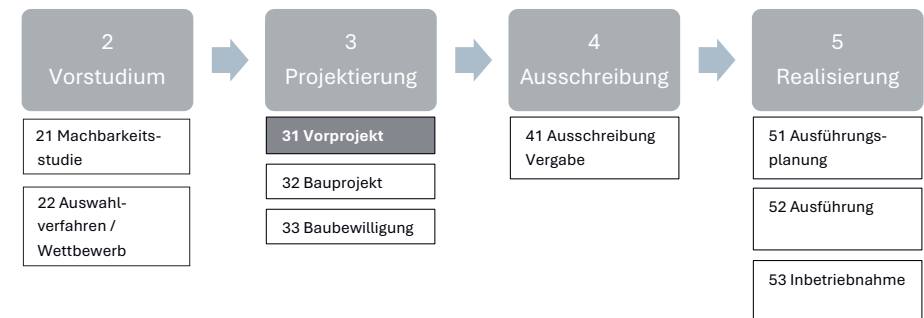 2
Vorstudium
3
Projektierung
4
Ausschreibung
5
Realisierung
21 Machbarkeits-
studie
22 Auswahl-
verfahren /
Wettbewerb
31 Vorprojekt
32 Bauprojekt
33 Baubewilligung
41 Ausschreibung
Vergabe
51 Ausführungs-
planung
52 Ausführung
53 Inbetriebnahme